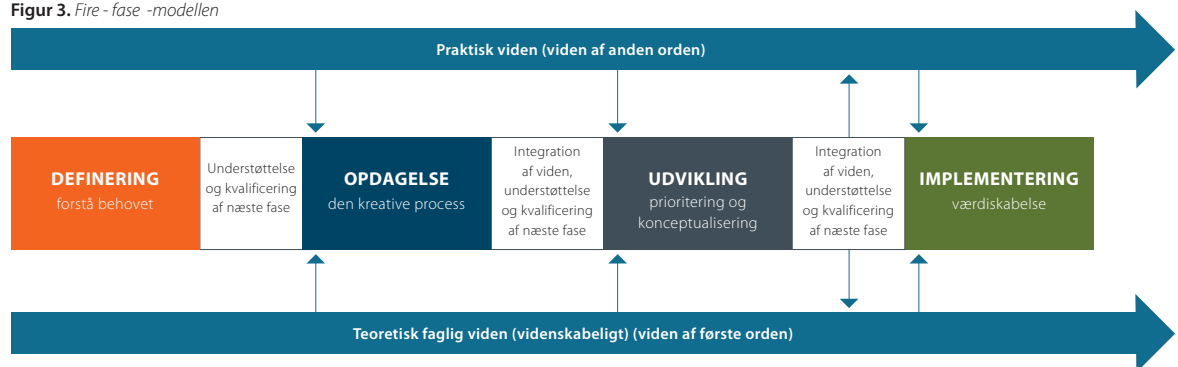 Figur 3. Fire - fase -modellen
Praktisk viden (viden af anden orden)
DEFINERING
forstå behovet
Understøttelse
og kvalificering
af næste fase
OPDAGELSE
den kreative process
Integration
af viden,
understøttelse
og kvalificering
af næste fase
UDVIKLING
prioritering og
konceptualisering
Integration
af viden,
understøttelse
og kvalificering
af næste fase
IMPLEMENTERING
værdiskabelse
Teoretisk faglig viden (videnskabeligt) (viden af første orden)